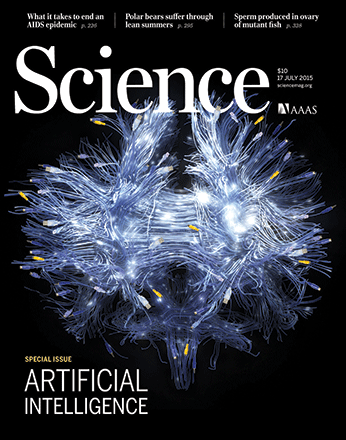 What it takes to end an
AIDS epidemic p. 226
Polar bears suffer through
lean summers p. 295
Sperm produced in ovary
of mutant fish p. 328
Science
$10
17 JULY 2015
sciencemag.org
AAAS
SPECIAL ISSUE
ARTIFICIAL
INTELLIGENCE